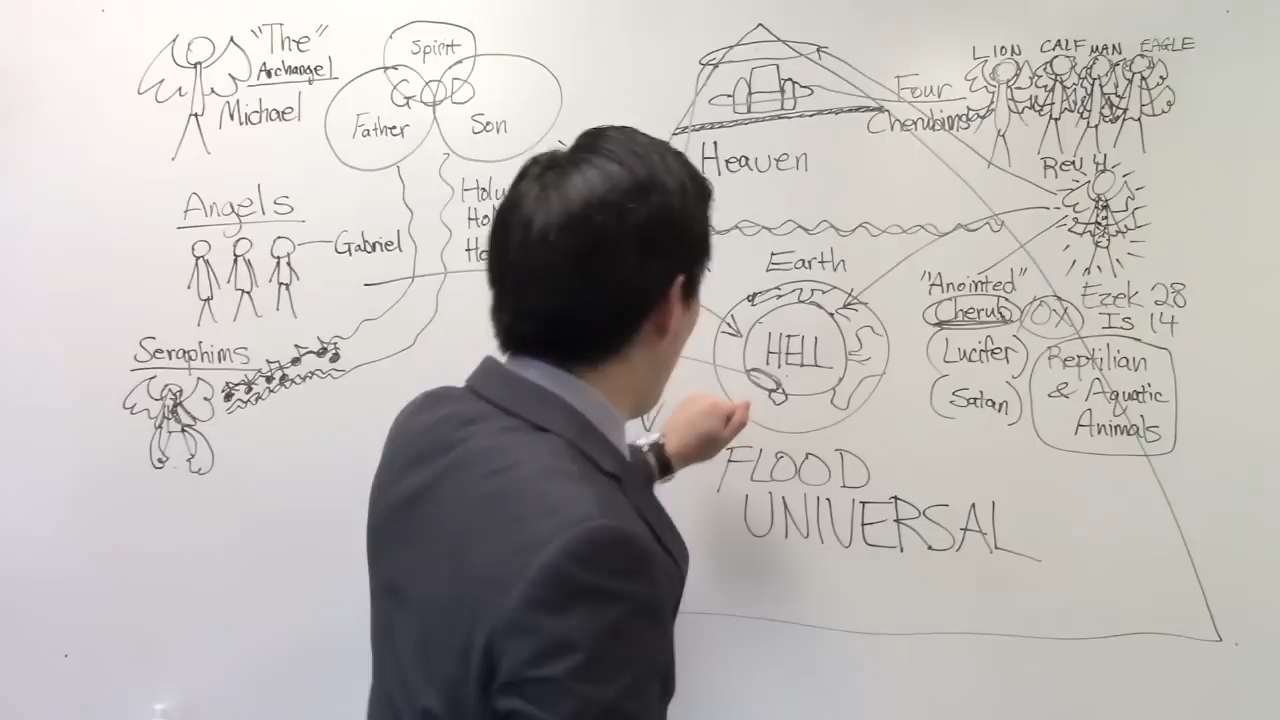 "The"
Archangel
Michael
Spirit
GOD
Father
Son
Angels
Gabriel
Seraphims
Heaven
Four
Cherubims
LION
CALF
MAN
EAGLE
Rev 4
Earth
HELL
"Anointed"
Cherub
OX
Ezek 28
Is 14
(Lucifer)
(Satan)
Reptilian
& Aquatic
Animals
FLOOD
UNIVERSAL